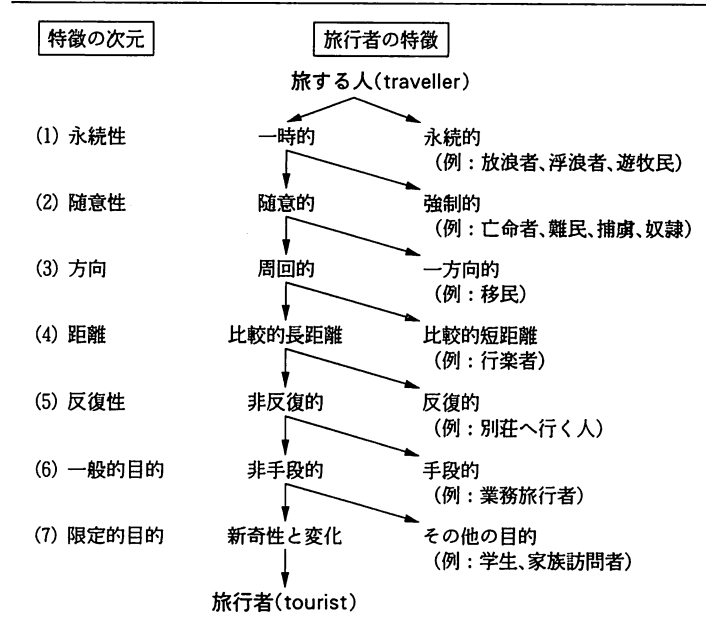 特徴の次元 旅行者の特徴
旅する人(traveller)
(1) 永続性 一時的 永続的
(例：放浪者、浮浪者、遊牧民)
(2) 随意性 随意的 強制的
(例：亡命者、難民、捕虜、奴隷)
(3) 方向 周回的 一方向的
(例：移民)
(4) 距離 比較的長距離 比較的短距離
(例：行楽者)
(5) 反復性 非反復的 反復的
(例：別荘へ行く人)
(6) 一般的目的 非手段的 手段的
(例：業務旅行者)
(7) 限定的目的 新奇性と変化 その他の目的
(例：学生、家族訪問者)
旅行者(tourist)